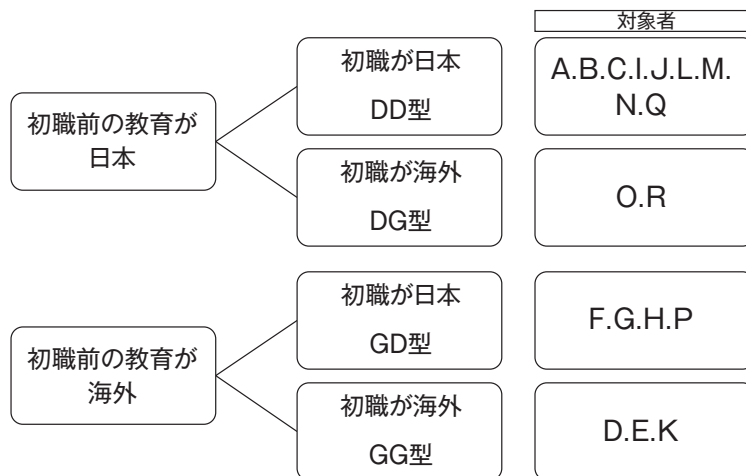 対象者
初職前の教育が
日本
初職が日本
DD型
A.B.C.I.J.L.M.
N.Q
初職が海外
DG型
O.R
初職前の教育が
海外
初職が日本
GD型
F.G.H.P
初職が海外
GG型
D.E.K